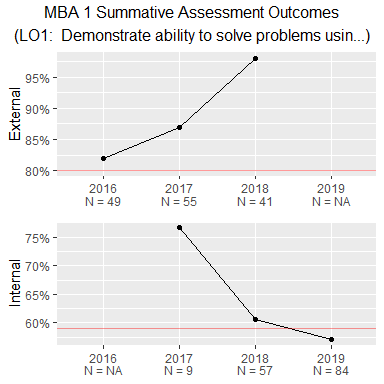 MBA 1 Summative Assessment Outcomes
(LO1:  Demonstrate ability to solve problems usin...)
External
95%
90%
85%
80%
2016 2017 2018 2019
N = 49 N = 55 N = 41 N = NA
Internal
75%
70%
65%
60%
2016 2017 2018 2019
N = NA N = 9 N = 57 N = 84